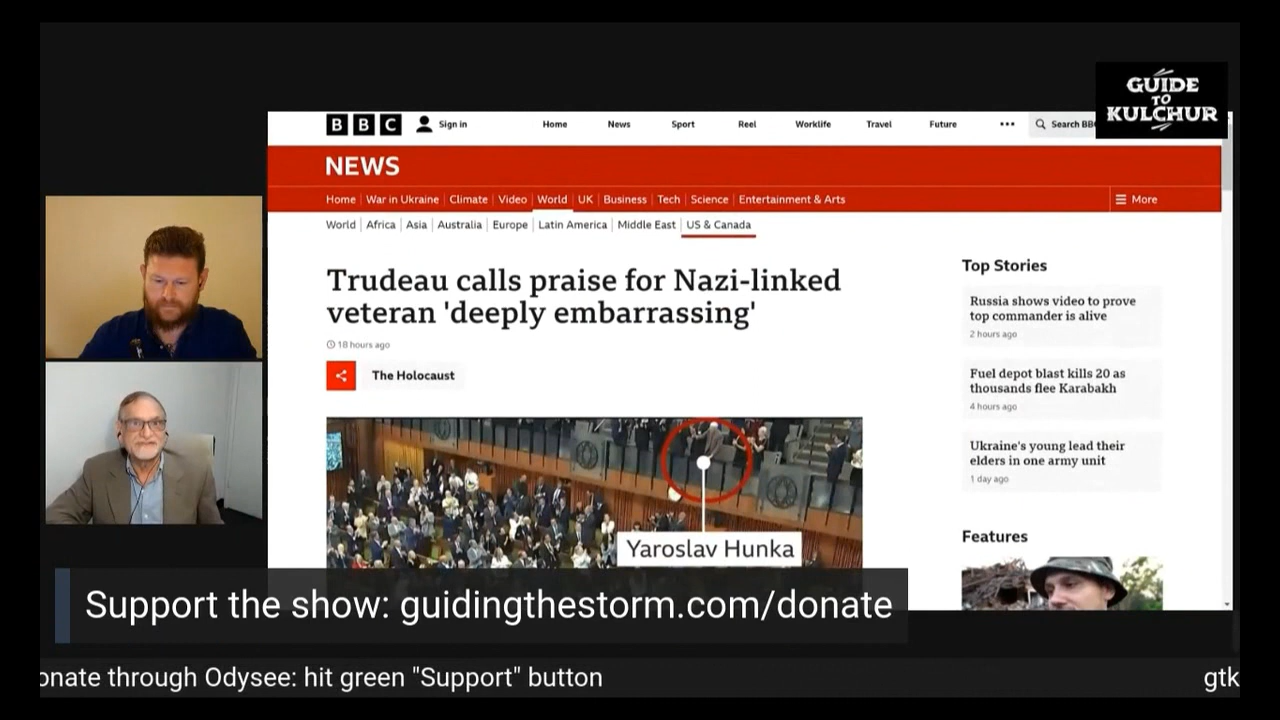 GUIDE
TO
KULCHUR
BBC Sign in Home News Sport Reel Worklife Travel Future ••• Search BBC
NEWS
Home War in Ukraine Climate Video World UK Business Tech Science Entertainment & Arts More
World Africa Asia Australia Europe Latin America Middle East US & Canada
Trudeau calls praise for Nazi-linked
veteran 'deeply embarrassing'
18 hours ago
The Holocaust
Yaroslav Hunka
Top Stories
Russia shows video to prove
top commander is alive
2 hours ago
Fuel depot blast kills 20 as
thousands flee Karabakh
4 hours ago
Ukraine's young lead their
elders in one army unit
1 day ago
Features
Support the show: guidingthestorm.com/donate
onate through Odysee: hit green "Support" button gtk